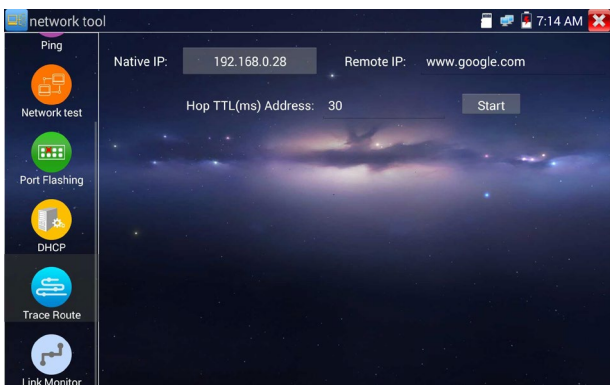 network tool
7:14 AM
Ping
Native IP: 192.168.0.28 Remote IP: www.google.com
Network test
Hop TTL(ms) Address: 30 Start
Port Flashing
DHCP
Trace Route
Link Monitor